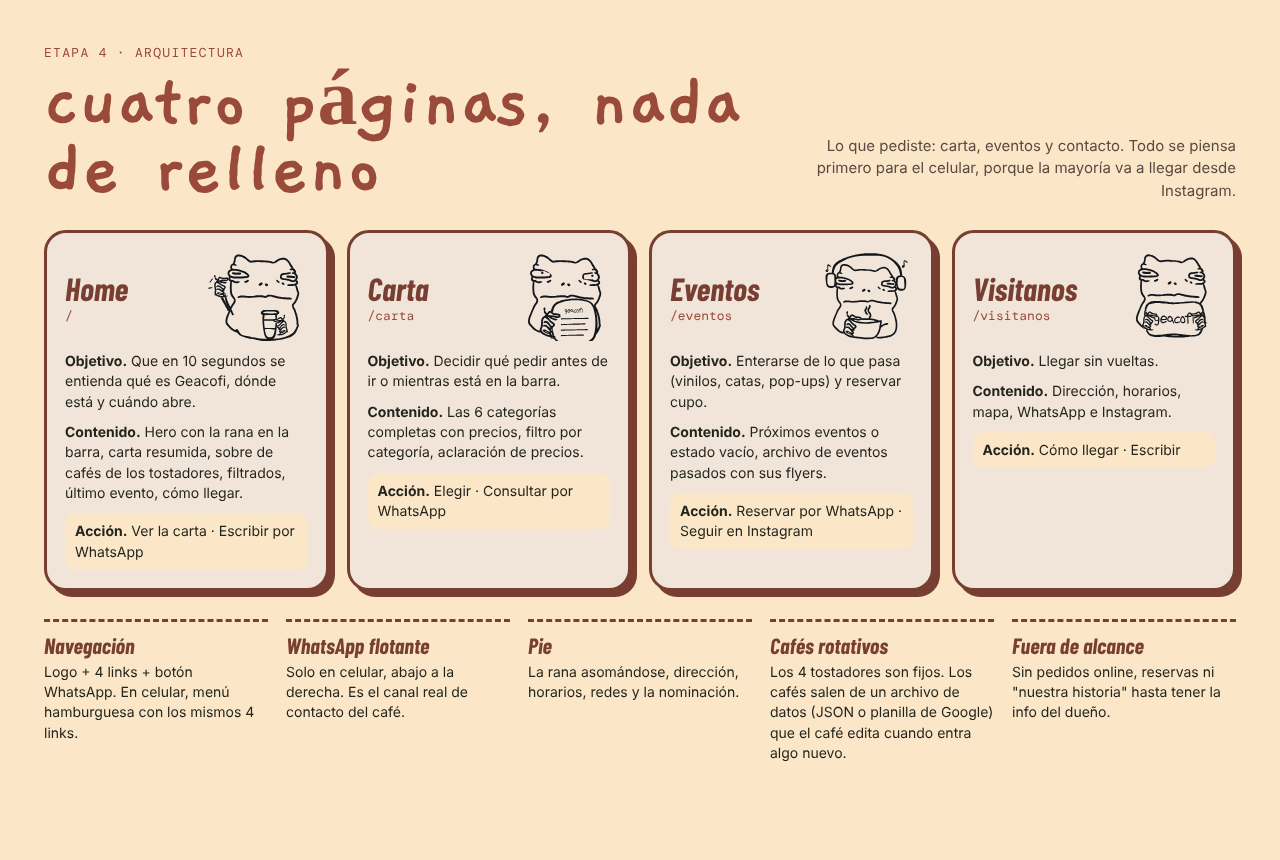 ETAPA 4 · ARQUITECTURA
cuatro páginas, nada
de relleno
Lo que pediste: carta, eventos y contacto. Todo se piensa
primero para el celular, porque la mayoría va a llegar desde
Instagram.
Home
/
Objetivo. Que en 10 segundos se
entienda qué es Geacofi, dónde
está y cuándo abre.
Contenido. Hero con la rana en la
barra, carta resumida, sobre de
cafés de los tostadores, filtrados,
último evento, cómo llegar.
Acción. Ver la carta · Escribir por
WhatsApp
Carta
/carta
geacofi
Objetivo. Decidir qué pedir antes de
ir o mientras está en la barra.
Contenido. Las 6 categorías
completas con precios, filtro por
categoría, aclaración de precios.
Acción. Elegir · Consultar por
WhatsApp
Eventos
/eventos
Objetivo. Enterarse de lo que pasa
(vinilos, catas, pop-ups) y reservar
cupo.
Contenido. Próximos eventos o
estado vacío, archivo de eventos
pasados con sus flyers.
Acción. Reservar por WhatsApp ·
Seguir en Instagram
Visitanos
/visitanos
geacofi
Objetivo. Llegar sin vueltas.
Contenido. Dirección, horarios,
mapa, WhatsApp e Instagram.
Acción. Cómo llegar · Escribir
Navegación
Logo + 4 links + botón
WhatsApp. En celular, menú
hamburguesa con los mismos 4
links.
WhatsApp flotante
Solo en celular, abajo a la
derecha. Es el canal real de
contacto del café.
Pie
La rana asomándose, dirección,
horarios, redes y la nominación.
Cafés rotativos
Los 4 tostadores son fijos. Los
cafés salen de un archivo de
datos (JSON o planilla de Google)
que el café edita cuando entra
algo nuevo.
Fuera de alcance
Sin pedidos online, reservas ni
"nuestra historia" hasta tener la
info del dueño.